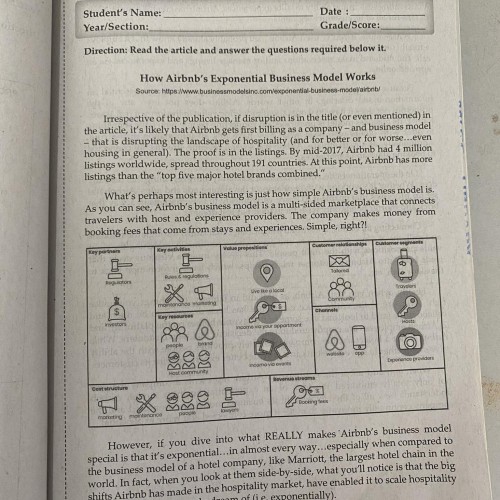 Student's Name: Date :
Year/Section: Grade/Score:
Direction: Read the article and answer the questions required below it.
How Airbnb's Exponential Business Model Works
Source: https://www.businessmodelsinc.com/exponential-business-model/airbnb/
Irrespective of the publication, if disruption is in the title (or even mentioned) in
the article, it's likely that Airbnb gets first billing as a company – and business model
– that is disrupting the landscape of hospitality (and for better or for worse...even
housing in general). The proof is in the listings. By mid-2017, Airbnb had 4 million
listings worldwide, spread throughout 191 countries. At this point, Airbnb has more
listings than the "top five major hotel brands combined."
What's perhaps most interesting is just how simple Airbnb's business model is.
As you can see, Airbnb's business model is a multi-sided marketplace that connects
travelers with host and experience providers. The company makes money from
booking fees that come from stays and experiences. Simple, right?!
Key partners
Regulators
$
Investors
Key activities
Rules & regulations
maintenance marketing
Key resources
people brand
Host community
Value propositions
Live like a local
$
Income via your appartment
Income via events
Customer relationships
Tailored
Community
Channels
website app
Customer segments
Travelers
Hosts
Experience providers
Cost structure
marketing maintenance people lawyers
Revenue streams
$
Booking fees
However, if you dive into what REALLY makes Airbnb's business model
special is that it's exponential...in almost every way...especially when compared to
the business model of a hotel company, like Marriott, the largest hotel chain in the
world. In fact, when you look at them side-by-side, what you'll notice is that the big
shifts Airbnb has made in the hospitality market, have enabled it to scale hospitality
dream of (i.e. exponentially).